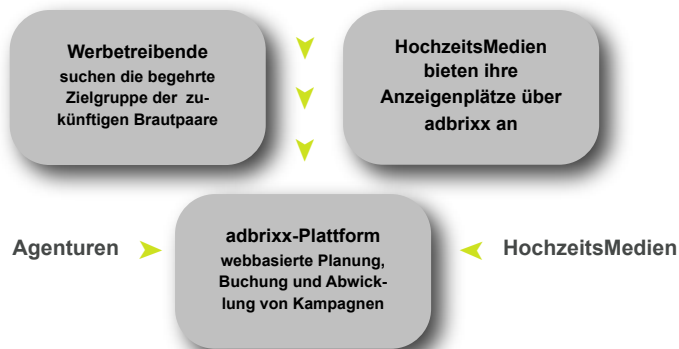 Werbetreibende
suchen die begehrte
Zielgruppe der zu-
künftigen Brautpaare
HochzeitsMedien
bieten ihre
Anzeigenplätze über
adbrixx an
Agenturen
adbrixx-Plattform
webbasierte Planung,
Buchung und Abwick-
lung von Kampagnen
HochzeitsMedien